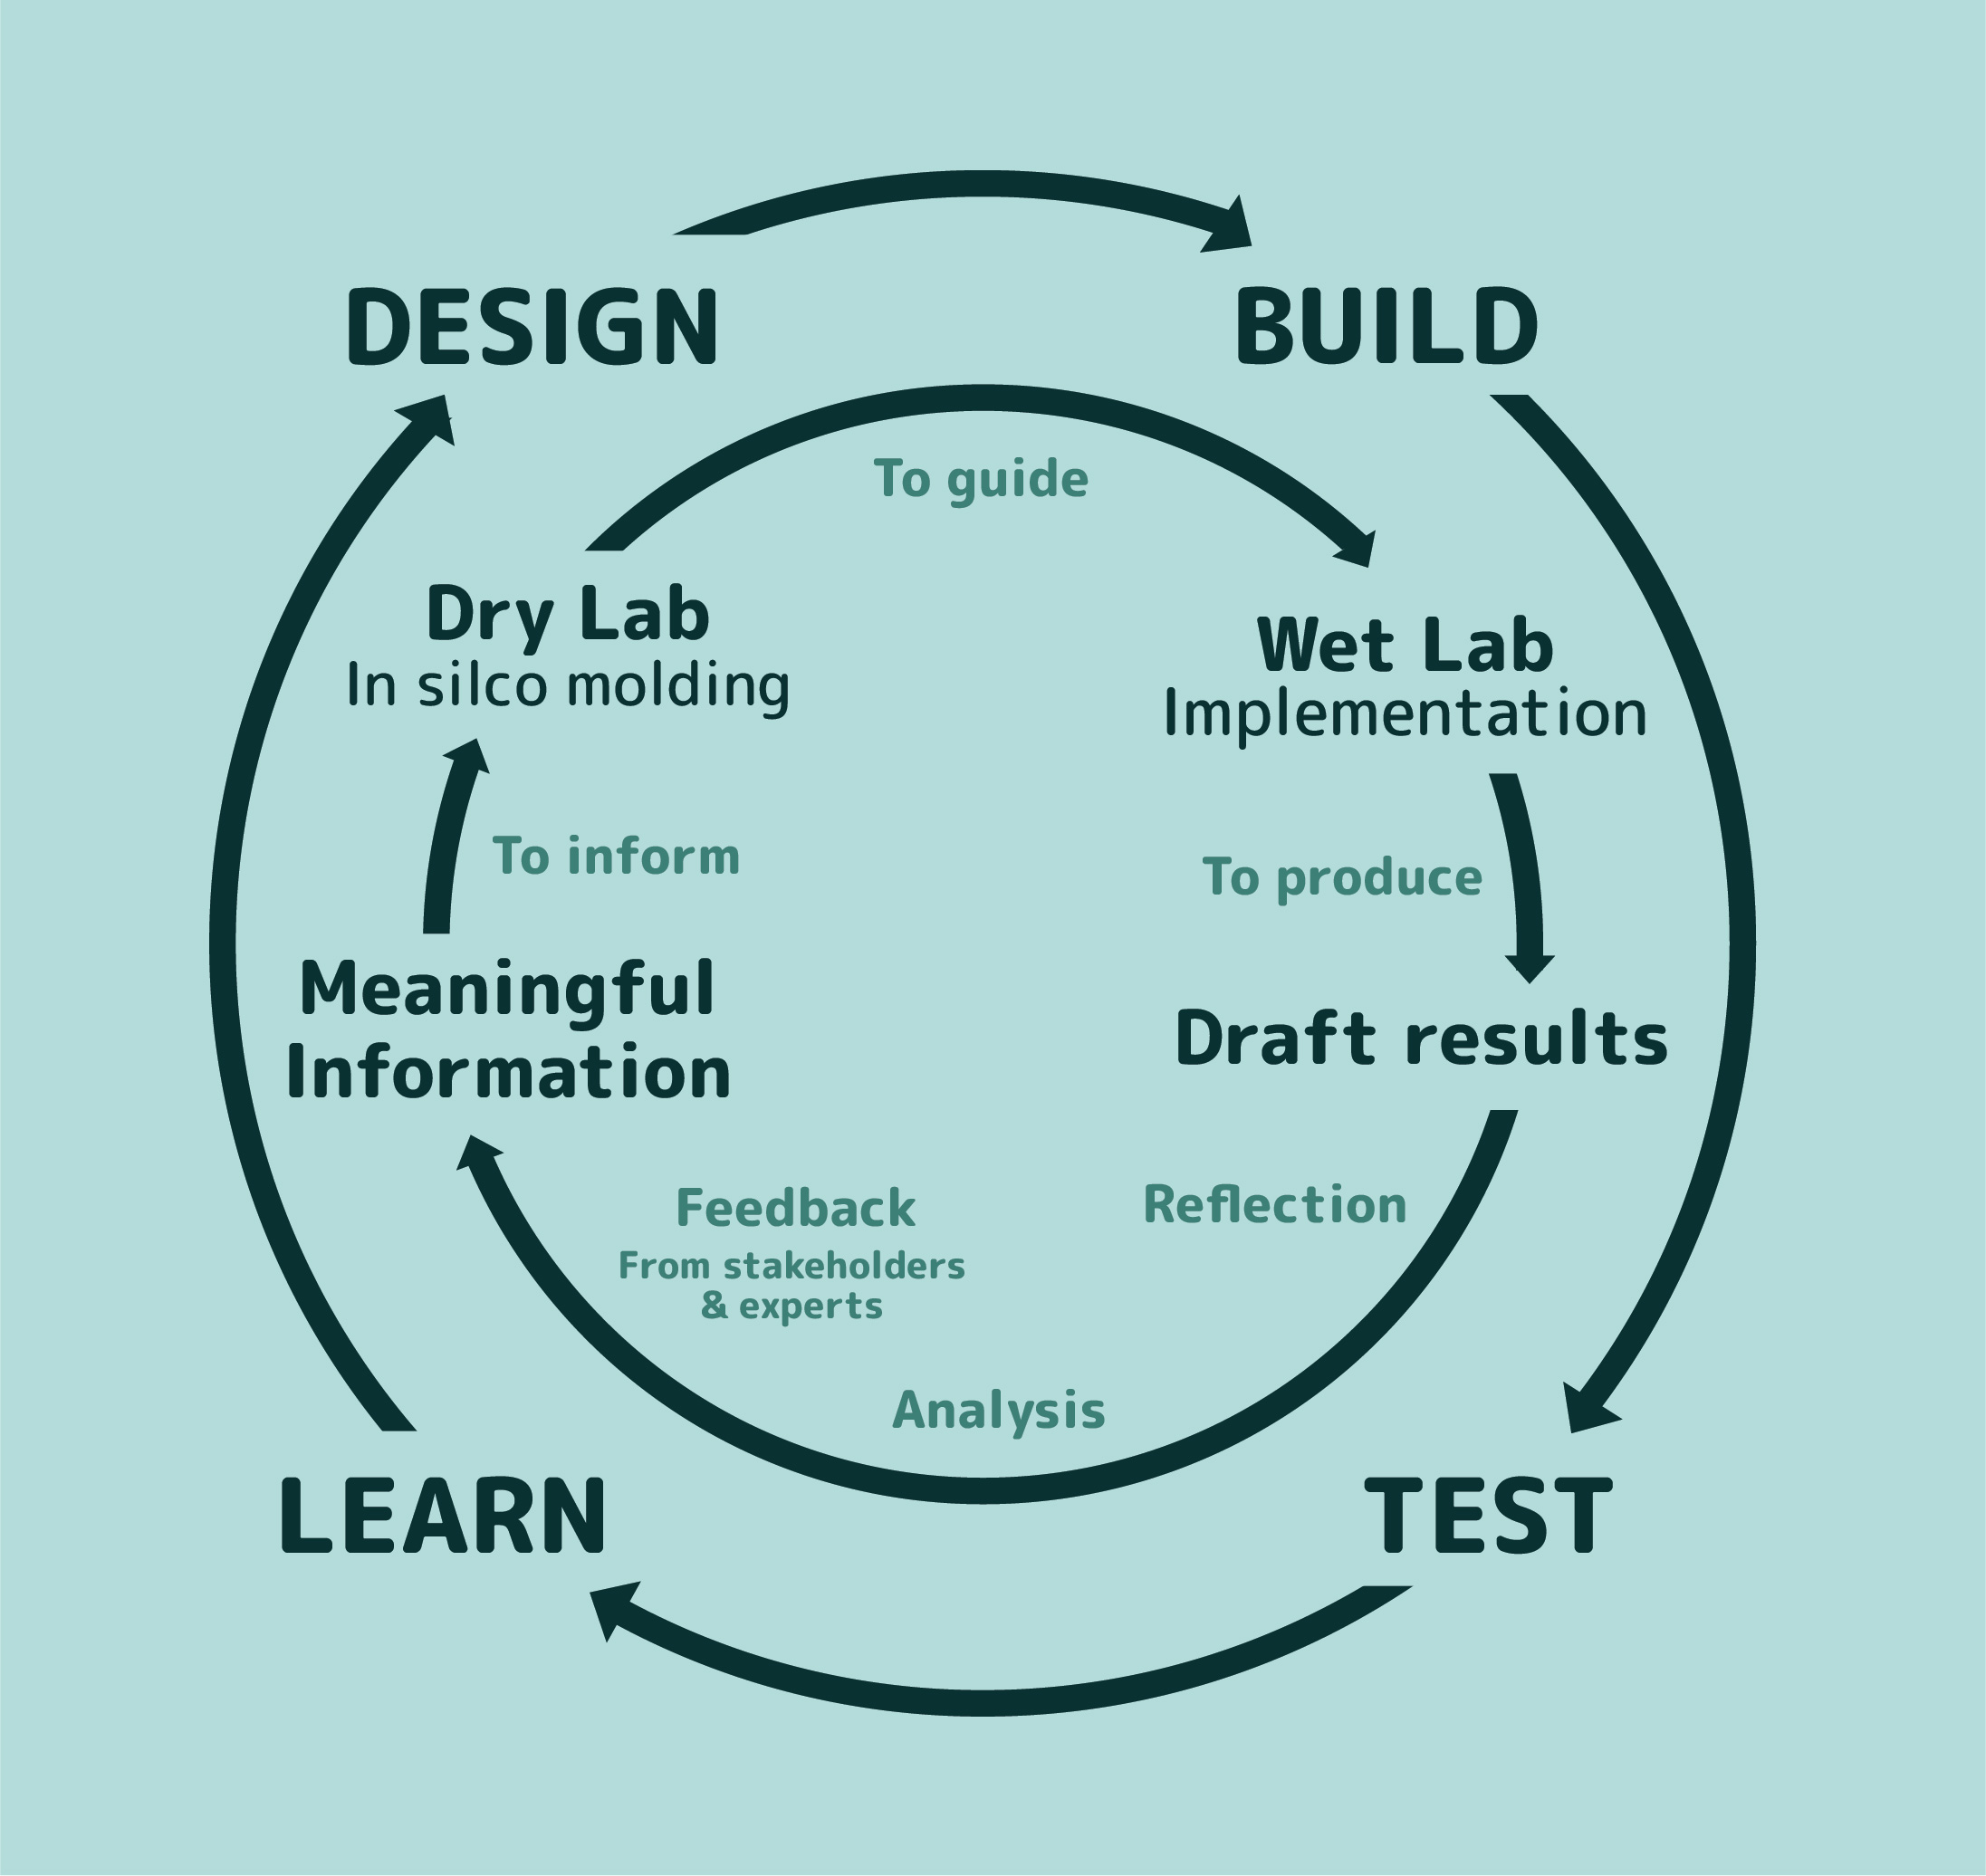 DESIGN
BUILD
To guide
Dry Lab
In silco molding
Wet Lab
Implementation
To inform
To produce
Meaningful
Information
Draft results
Feedback
From stakeholders
& experts
Reflection
Analysis
LEARN
TEST